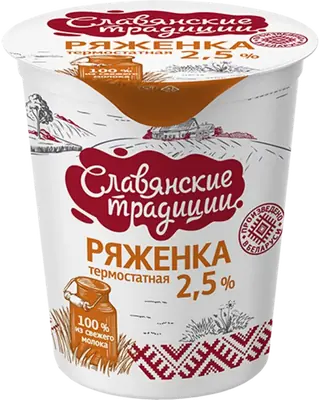 Славянские
традиции
РЯЖЕНКА
термостатная 2,5%
100%
из свежего
молока
Славянские
традиции
ПРОИЗВЕДЕНО
В БЕЛАРУСИ
РЯЖЕНКА
термостатная 2,5%
100%
из свежего
молока